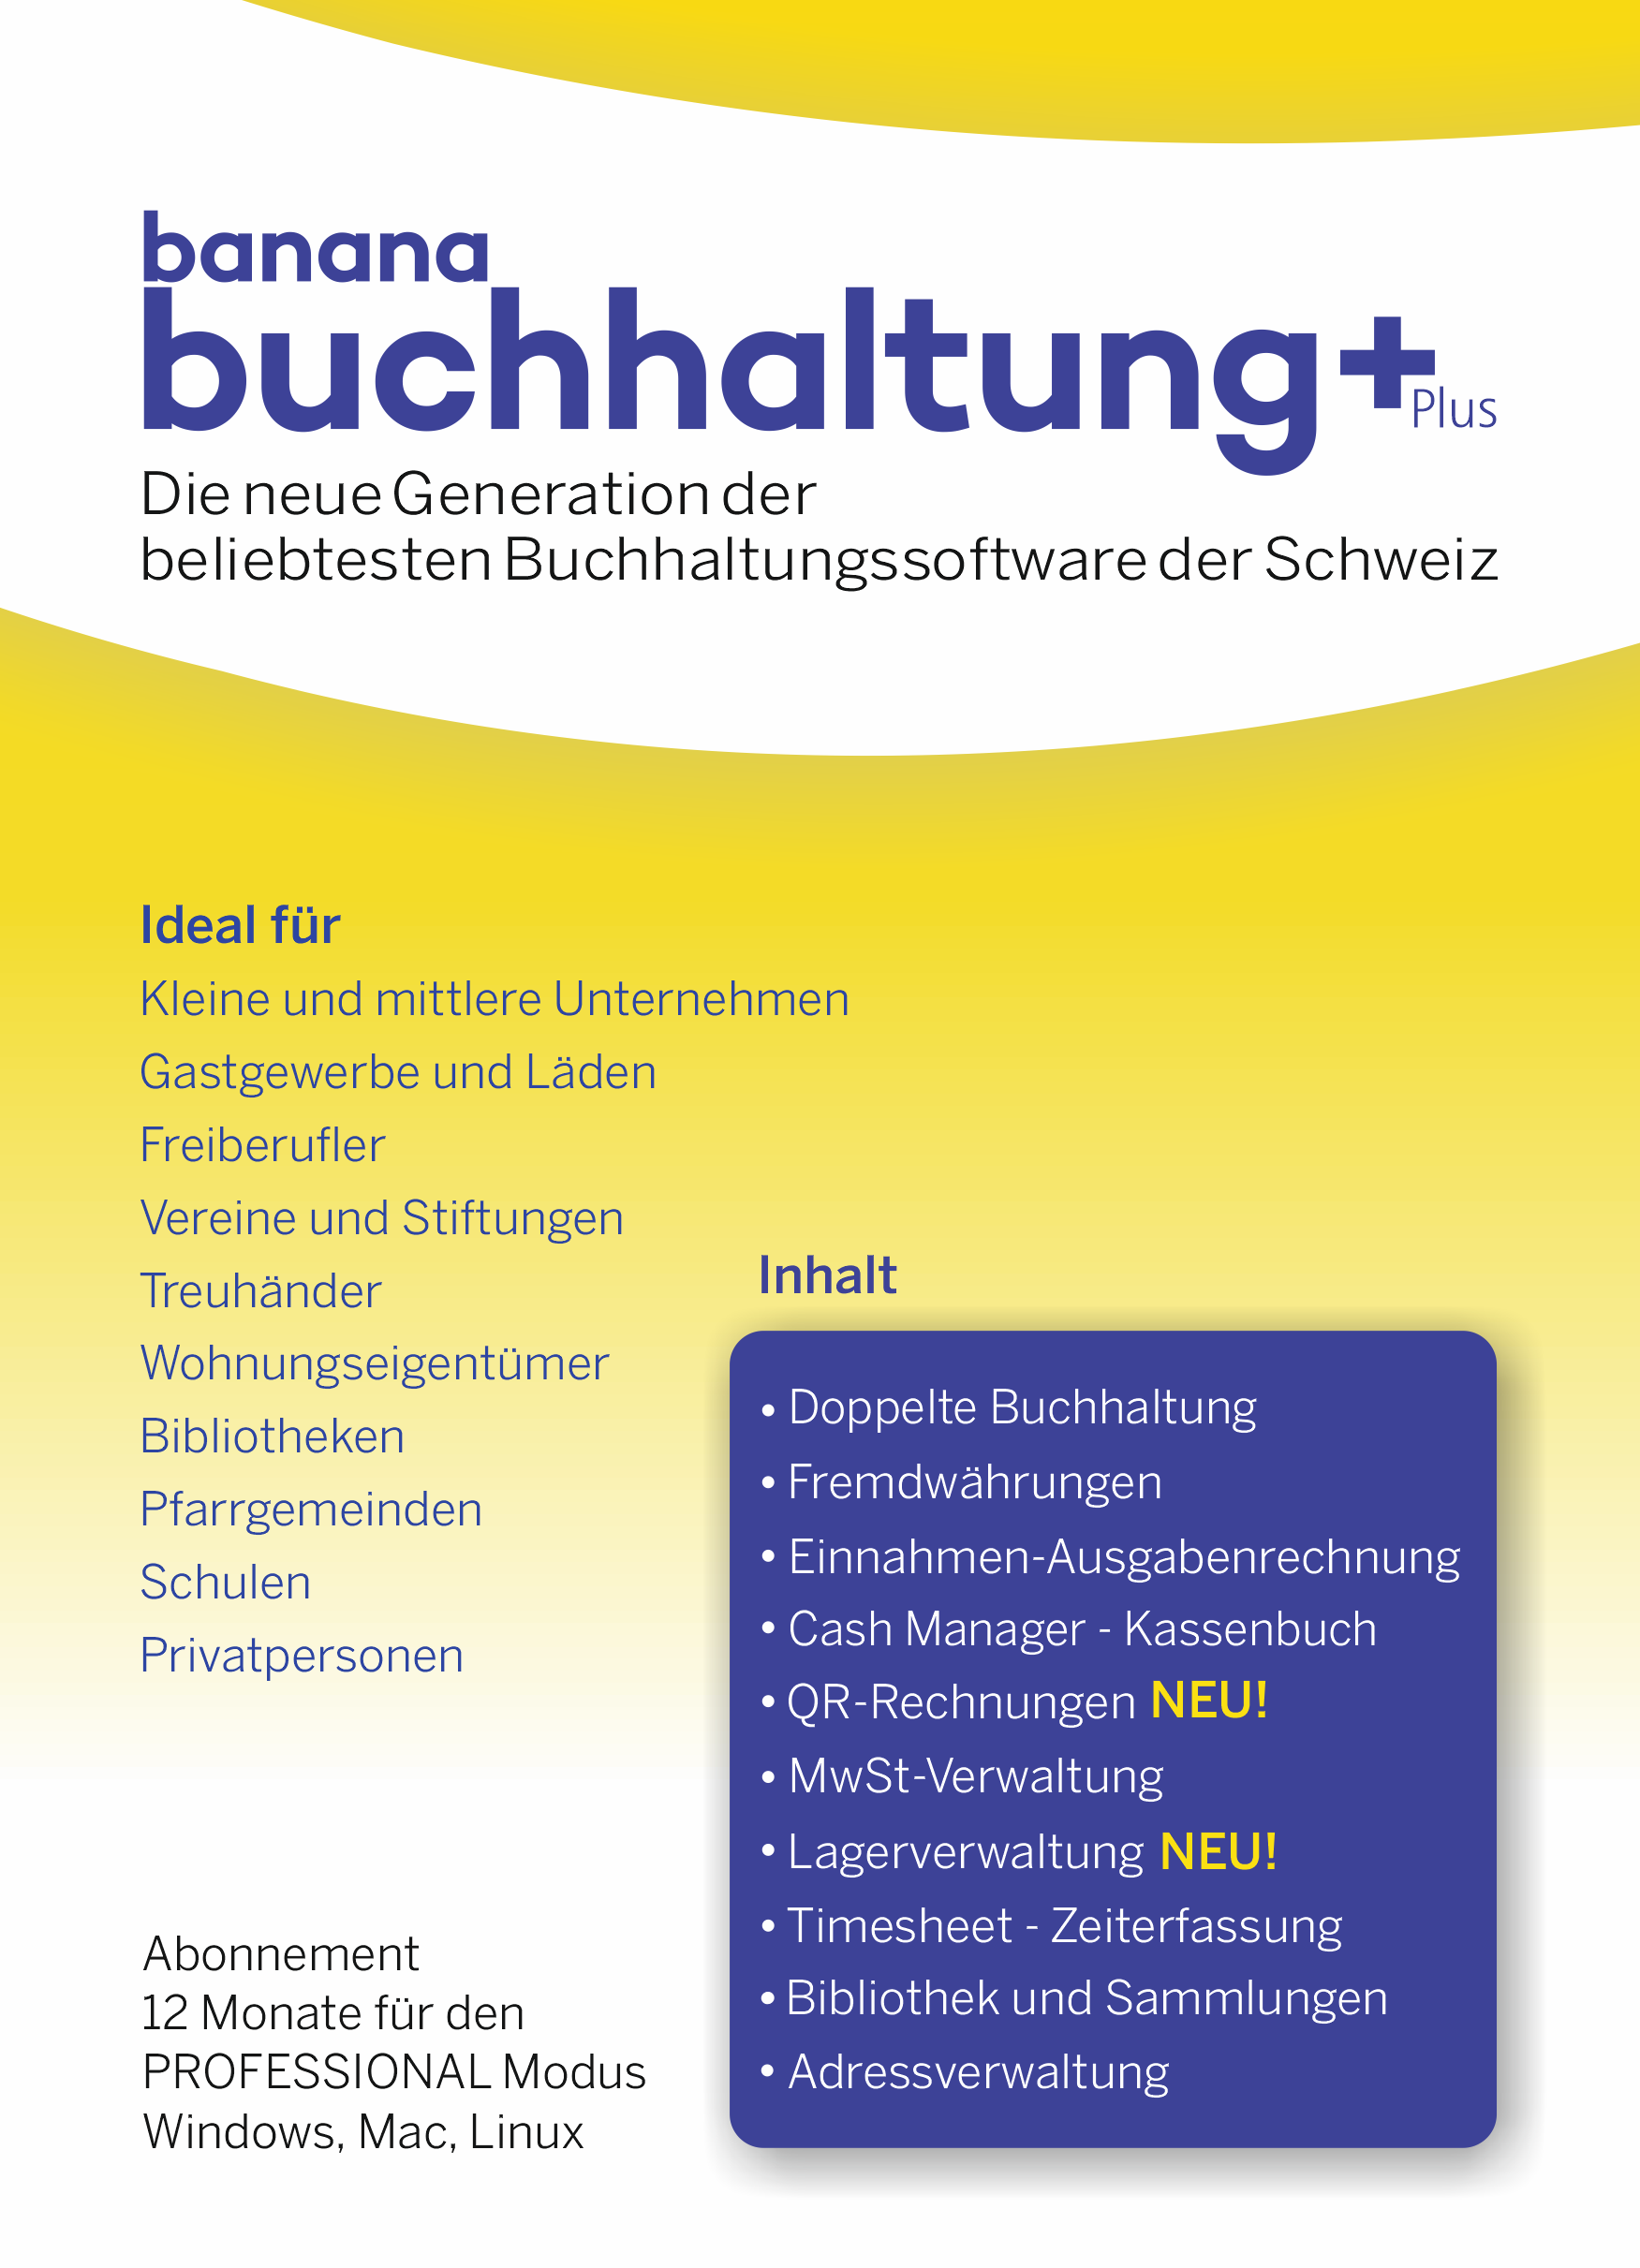 banana
buchhaltung+
Plus
Die neue Generation der
beliebtesten Buchhaltungssoftware der Schweiz
Ideal für
Kleine und mittlere Unternehmen
Gastgewerbe und Läden
Freiberufler
Vereine und Stiftungen
Treuhänder
Wohnungseigentümer
Bibliotheken
Pfarrgemeinden
Schulen
Privatpersonen
Abonnement
12 Monate für den
PROFESSIONAL Modus
Windows, Mac, Linux
Inhalt
• Doppelte Buchhaltung
• Fremdwährungen
• Einnahmen-Ausgabenrechnung
• Cash Manager - Kassenbuch
• QR-Rechnungen NEU!
• MwSt-Verwaltung
• Lagerverwaltung NEU!
• Timesheet - Zeiterfassung
• Bibliothek und Sammlungen
• Adressverwaltung